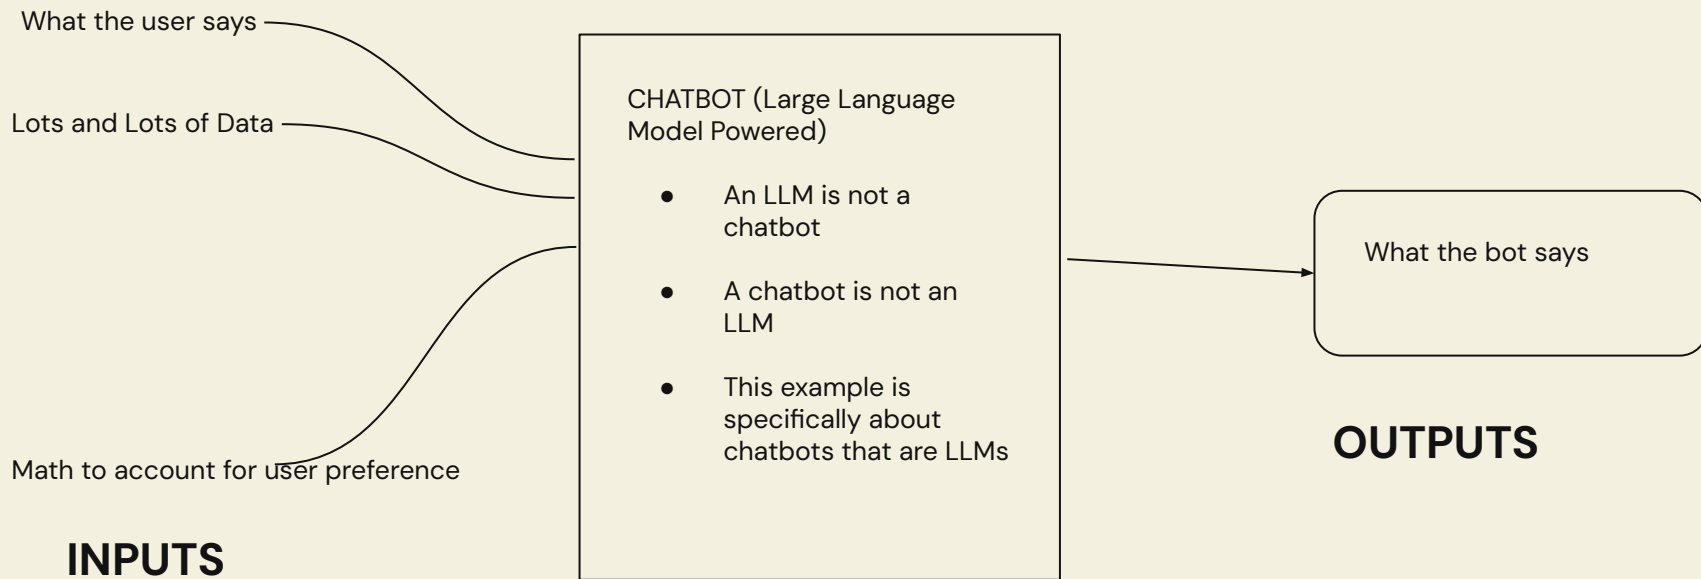 What the user says
Lots and Lots of Data
Math to account for user preference
INPUTS
CHATBOT (Large Language
Model Powered)
● An LLM is not a
chatbot
● A chatbot is not an
LLM
● This example is
specifically about
chatbots that are LLMs
What the bot says
OUTPUTS